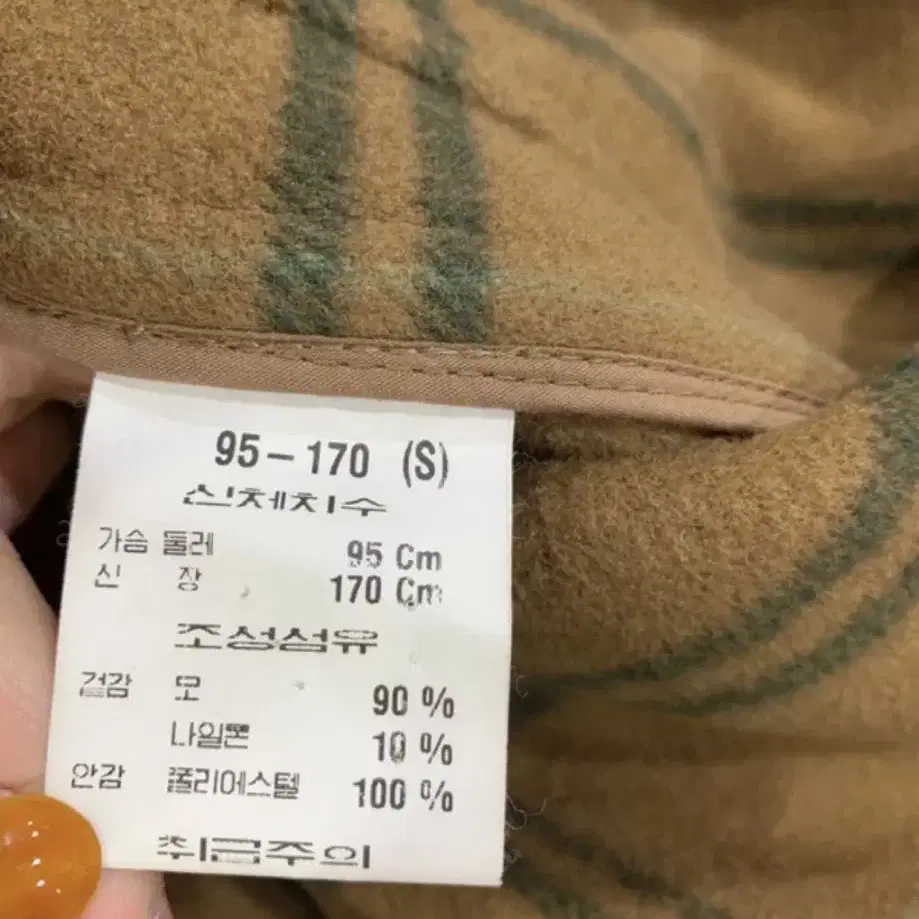 95-170 (S)
신체치수
가슴 둘레 95 Cm
신 장 170 Cm
조성섬유
겉감 모 90 %
나일론 10 %
안감 폴리에스텔 100 %
취급주의